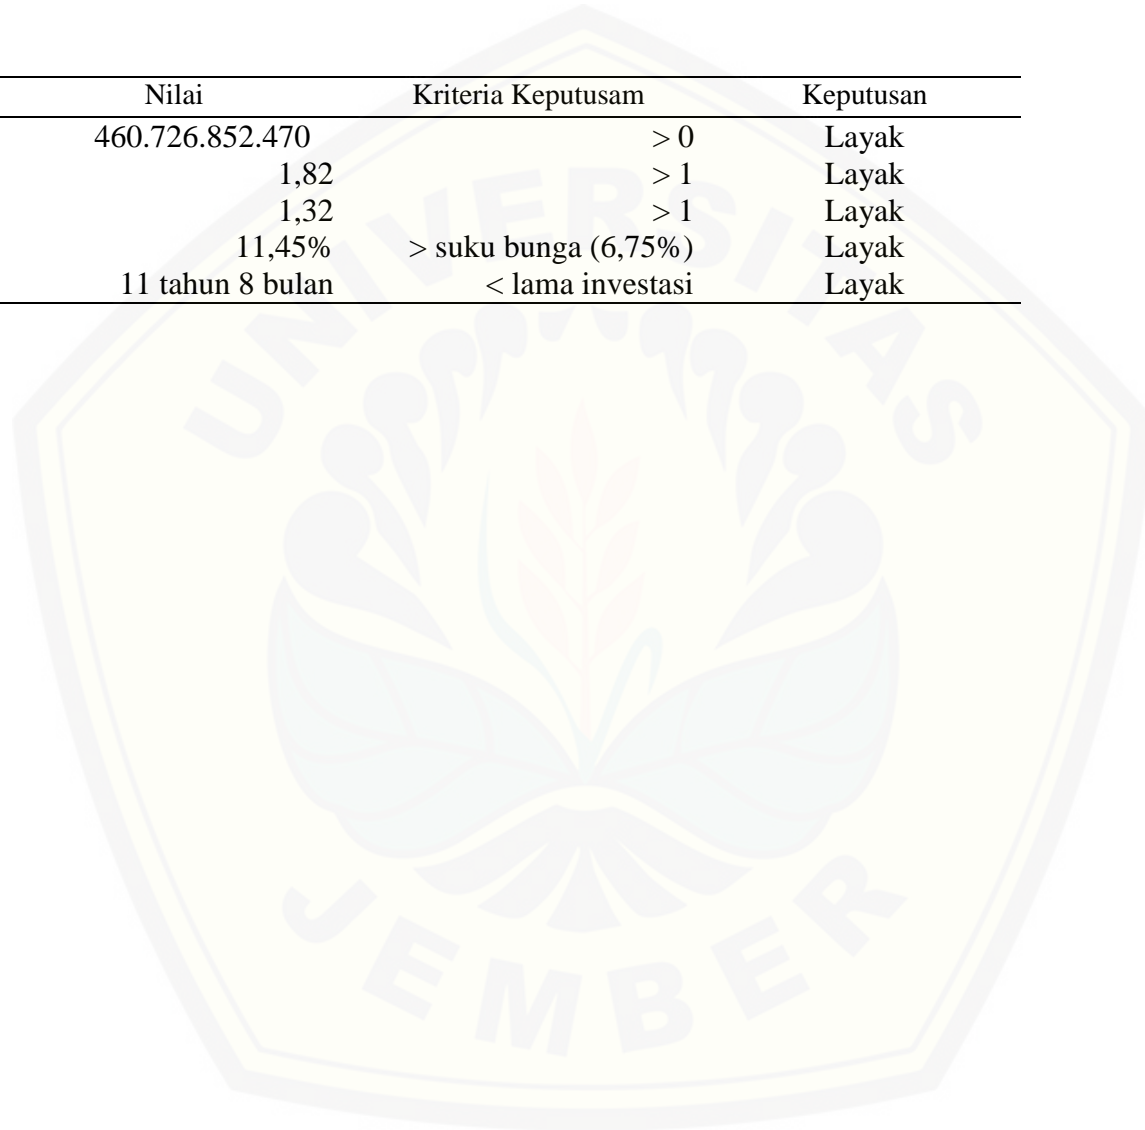 Nilai Kriteria Keputusam Keputusan
460.726.852.470 > 0 Layak
1,82 > 1 Layak
1,32 > 1 Layak
11,45% > suku bunga (6,75%) Layak
11 tahun 8 bulan < lama investasi Layak
UNIVERSITAS
JEMBER